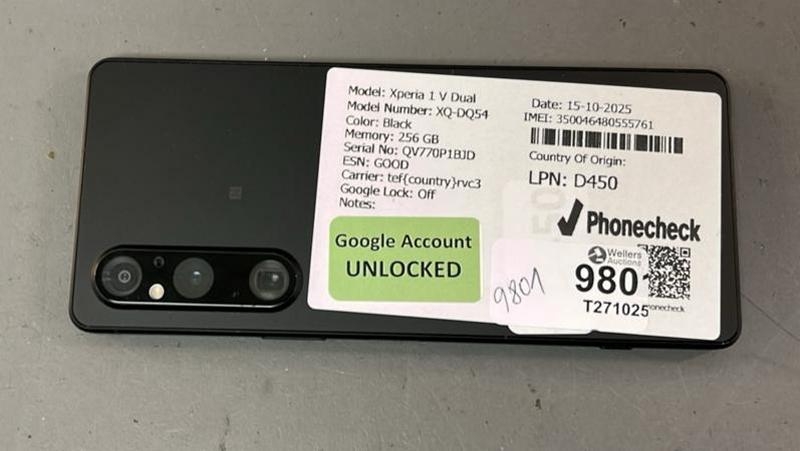 Model: Xperia 1 V Dual
Model Number: XQ-DQ54
Color: Black
Memory: 256 GB
Serial No: QV770P1BJD
ESN: GOOD
Carrier: tef{country}rvc3
Google Lock: Off
Notes:
Google Account
UNLOCKED
Date: 15-10-2025
IMEI: 350046480555761
Country Of Origin:
LPN: D450
Phonecheck
Wellers
Auctions
9801
980
T271025
onecheck